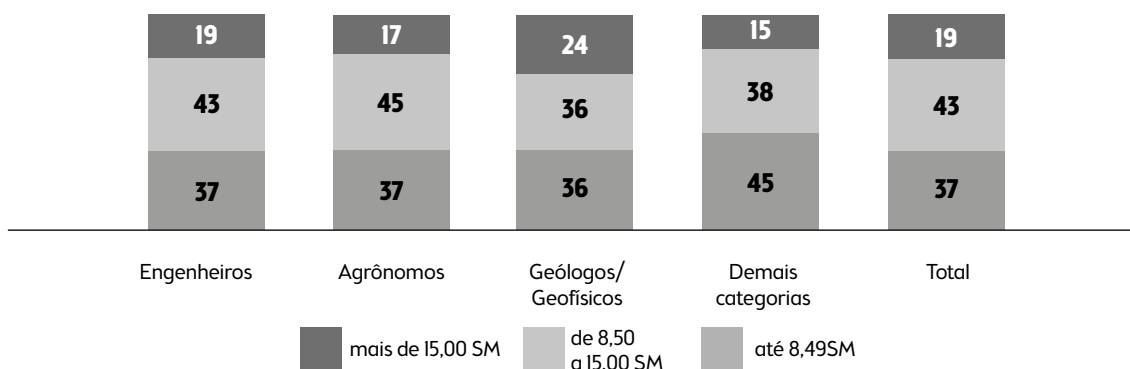 19 17 24 15 19
43 45 36 38 43
37 37 36 45 37
Engenheiros Agrônomos Geólogos/ Demais Total
Geofísicos categorias
mais de 15,00 SM de 8,50 até 8,49SM
a 15,00 SM